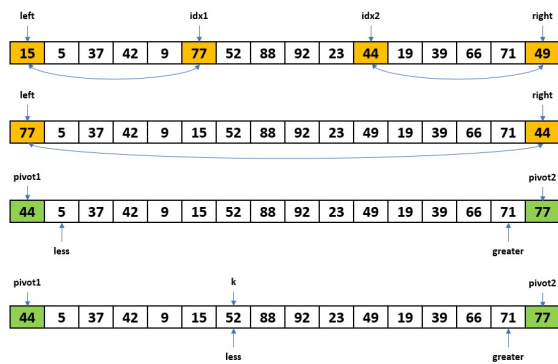 left idx1 idx2 right
15 5 37 42 9 77 52 88 92 23 44 19 39 66 71 49
left right
77 5 37 42 9 15 52 88 92 23 49 19 39 66 71 44
pivot1 pivot2
44 5 37 42 9 15 52 88 92 23 49 19 39 66 71 77
less greater
pivot1 k pivot2
44 5 37 42 9 15 52 88 92 23 49 19 39 66 71 77
less greater